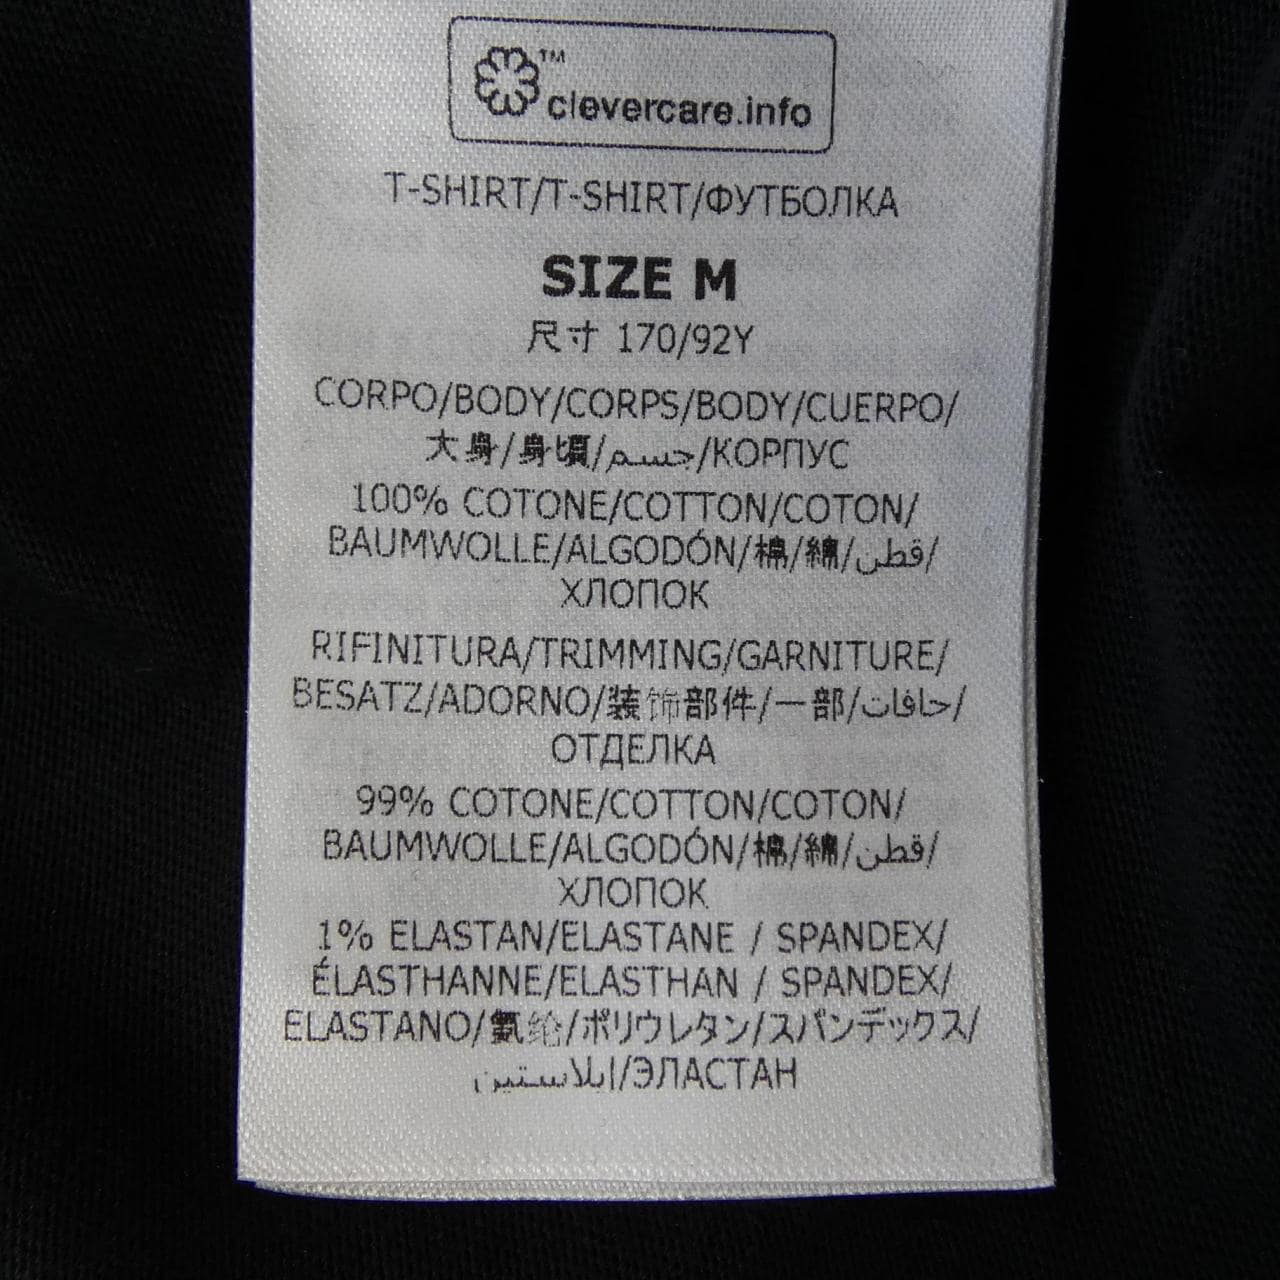 ™
clevercare.info
T-SHIRT/T-SHIRT/ФУТБОЛКА
SIZE M
尺寸 170/92Y
CORPO/BODY/CORPS/BODY/CUERPO/
大身/身頃/جسم/КОРПУС
100% COTONE/COTTON/COTON/
BAUMWOLLE/ALGODÓN/棉/綿/قطن/
ХЛОПОК
RIFINITURA/TRIMMING/GARNITURE/
BESATZ/ADORNO/装饰部件/一部/حافات/
ОТДЕЛКА
99% COTONE/COTTON/COTON/
BAUMWOLLE/ALGODÓN/棉/綿/قطن/
ХЛОПОК
1% ELASTAN/ELASTANE / SPANDEX/
ÉLASTHANNE/ELASTHAN / SPANDEX/
ELASTANO/氨纶/ポリウレタン/スパンデックス/
إيلاستين/ЭЛАСТАН